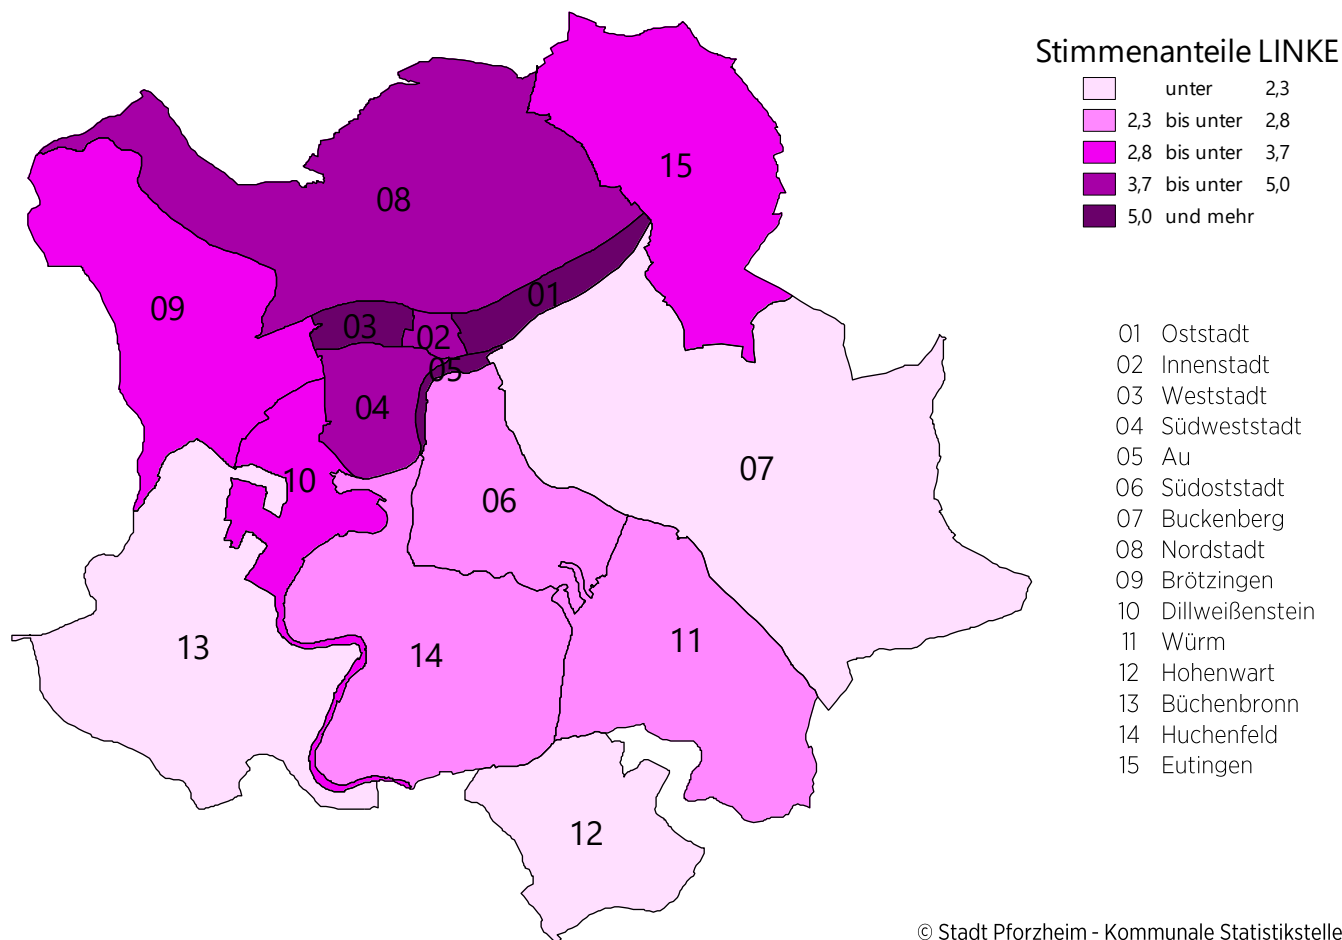 Stimmenanteile LINKE
unter 2,3
2,3 bis unter 2,8
2,8 bis unter 3,7
3,7 bis unter 5,0
5,0 und mehr
15
08
01
09
03
02
05
04
07
10
06
11
13
14
12
01 Oststadt
02 Innenstadt
03 Weststadt
04 Südweststadt
05 Au
06 Südoststadt
07 Buckenberg
08 Nordstadt
09 Brötzingen
10 Dillweißenstein
11 Würm
12 Hohenwart
13 Büchenbronn
14 Huchenfeld
15 Eutingen
© Stadt Pforzheim - Kommunale Statistikstelle